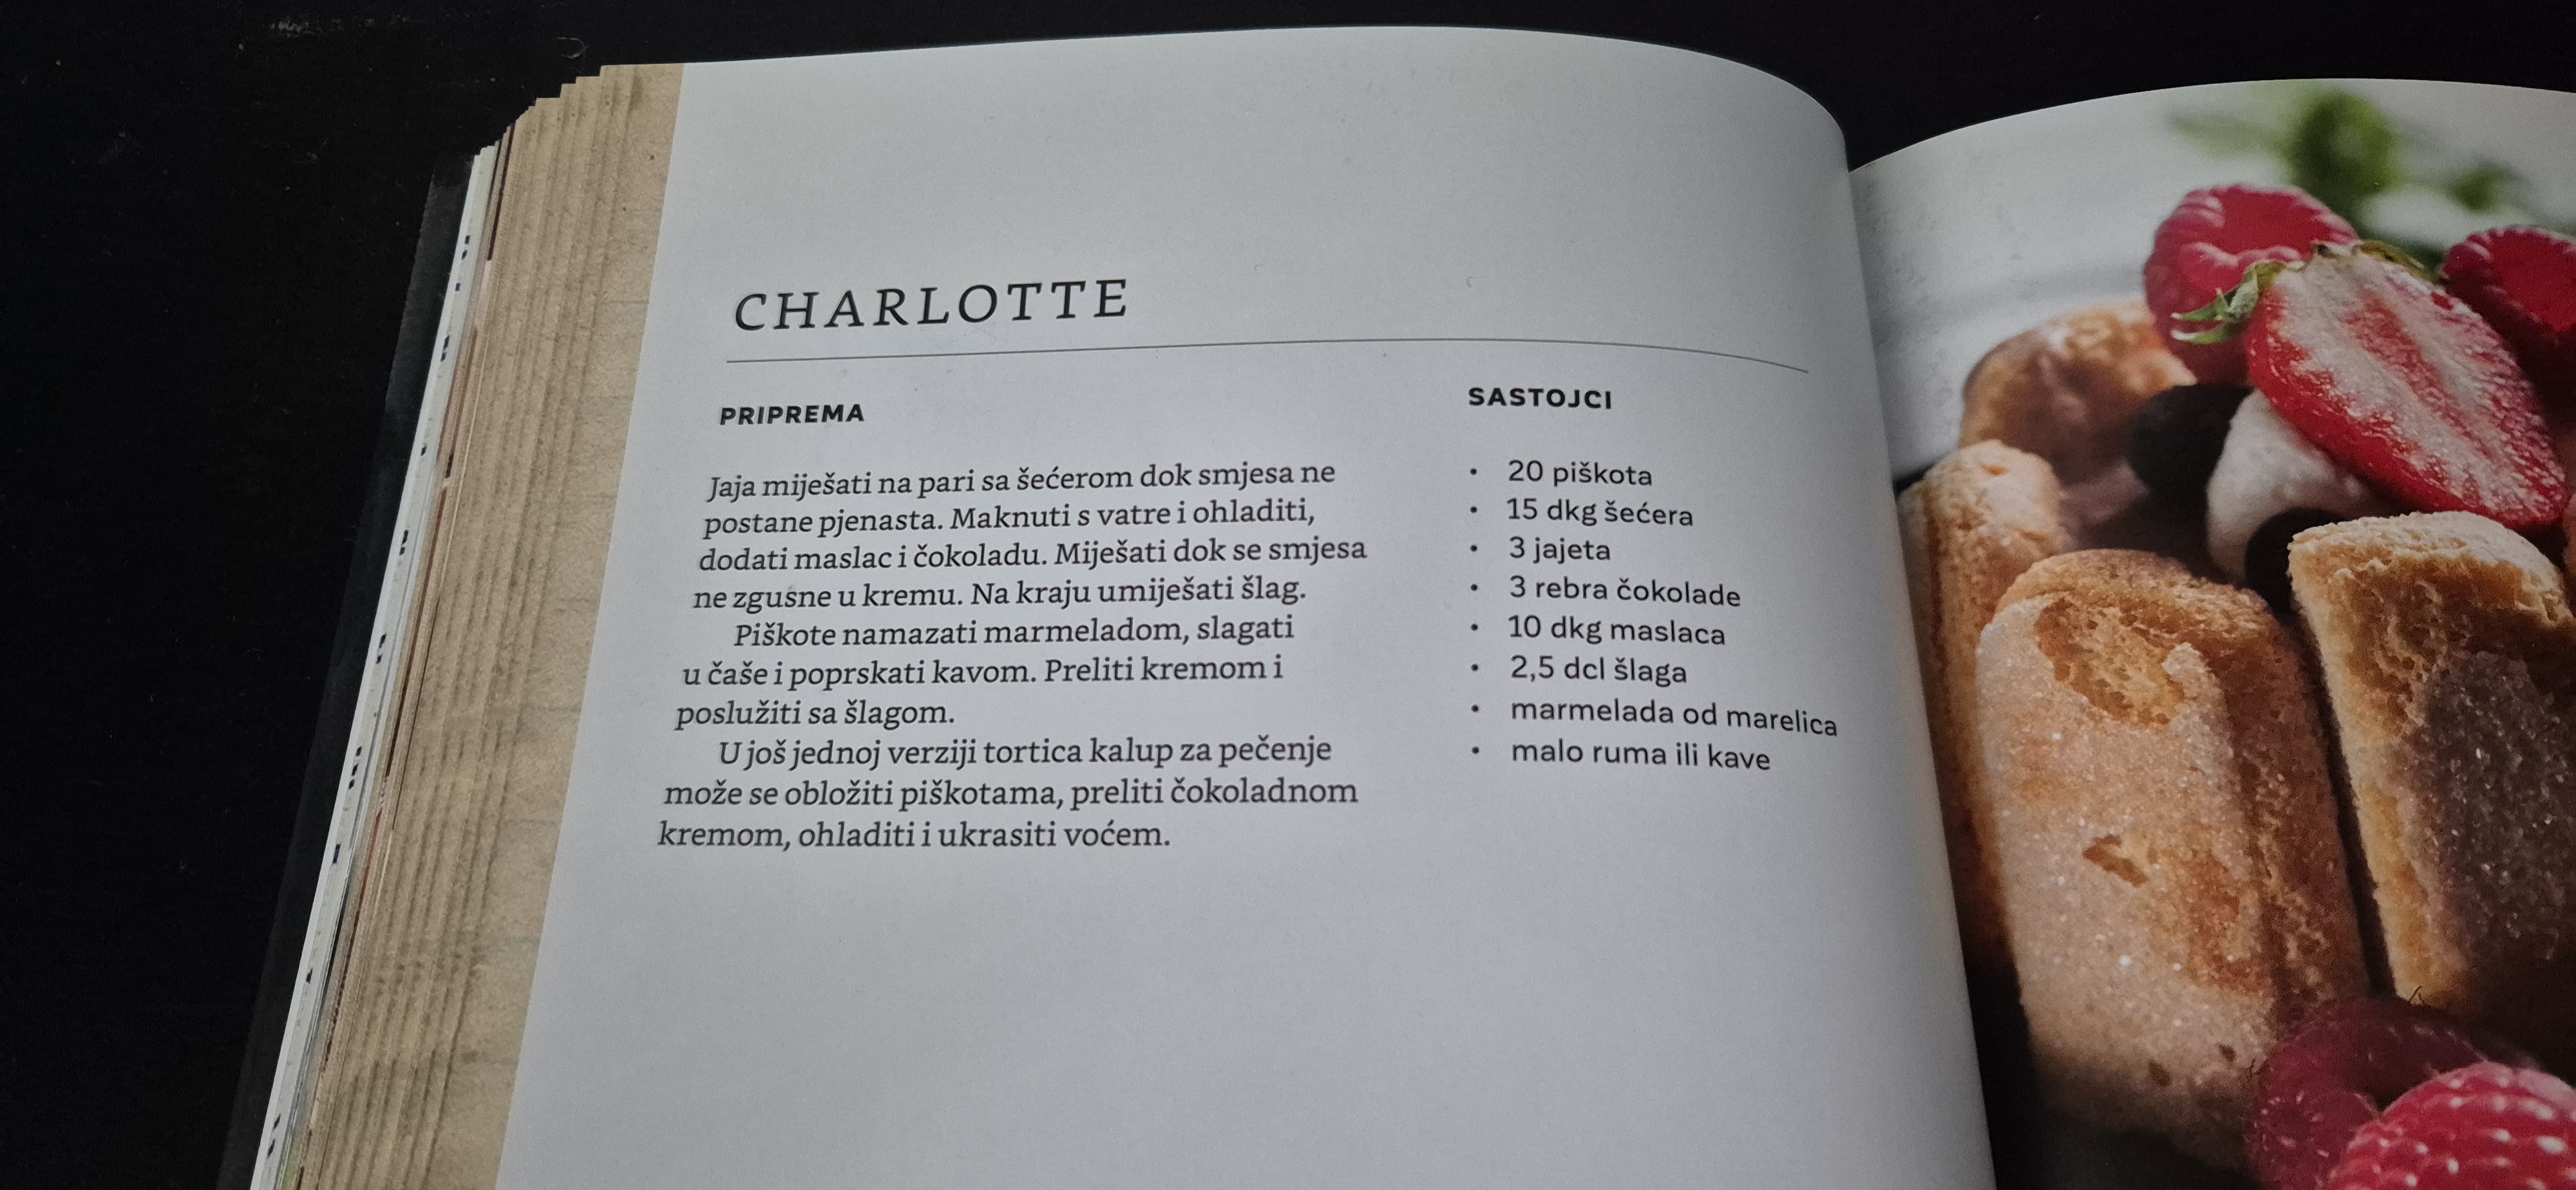 CHARLOTTE
PRIPREMA
Jaja miješati na pari sa šećerom dok smjesa ne
postane pjenasta. Maknuti s vatre i ohladiti,
dodati maslac i čokoladu. Miješati dok se smjesa
ne zgusne u kremu. Na kraju umiješati šlag.
Piškote namazati marmeladom, slagati
u čaše i poprskati kavom. Preliti kremom i
poslužiti sa šlagom.
U još jednoj verziji tortica kalup za pečenje
može se obložiti piškotama, preliti čokoladnom
kremom, ohladiti i ukrasiti voćem.
SASTOJCI
• 20 piškota
• 15 dkg šećera
• 3 jajeta
• 3 rebra čokolade
• 10 dkg maslaca
• 2,5 dcl šlaga
• marmelada od marelica
• malo ruma ili kave